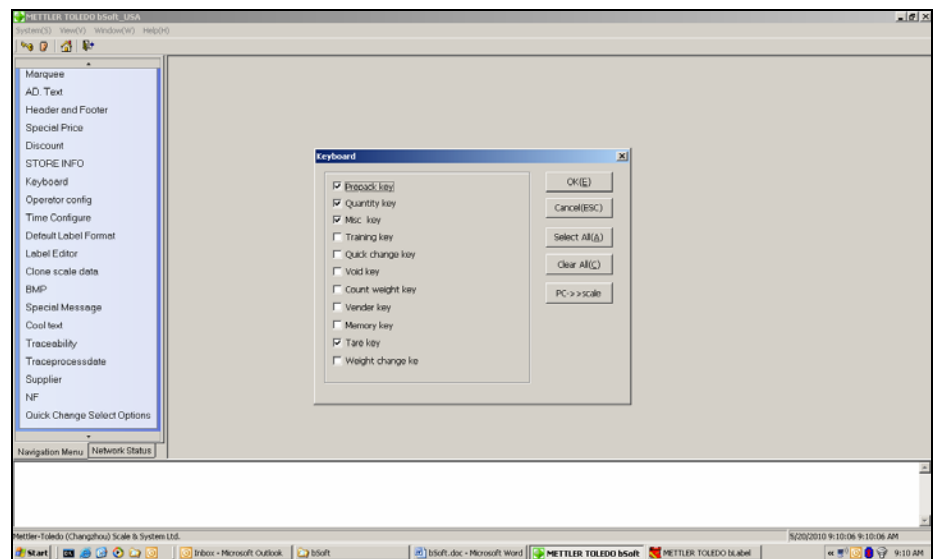 METTLER TOLEDO bSoft_USA
System(S) View(V) Window(W) Help(H)
Marquee
AD. Text
Header and Footer
Special Price
Discount
STORE INFO
Keyboard
Operator config
Time Configure
Default Label Format
Label Editor
Clone scale data
BMP
Special Message
Cool text
Traceability
Traceprocessdate
Supplier
NF
Quick Change Select Options
Navigation Menu Network Status
Keyboard
Prepack key
Quantity key
Misc key
Training key
Quick change key
Void key
Count weight key
Vender key
Memory key
Tare key
Weight change ke
OK(E)
Cancel(ESC)
Select All(A)
Clear All(C)
PC->>scale
Mettler-Toledo (Changzhou) Scale & System Ltd. 5/20/2010 9:10:06 9:10:06 AM
Start Inbox - Microsoft Outlook bSoft bSoft.doc - Microsoft Word METTLER TOLEDO bSoft METTLER TOLEDO bLabel 9:10 AM